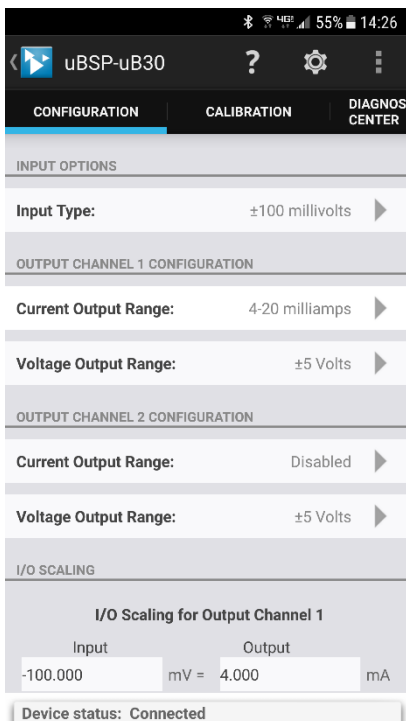 4G 55% 14:26
uBSP-uB30 ?
CONFIGURATION CALIBRATION DIAGNOS
CENTER
INPUT OPTIONS
Input Type: ±100 millivolts
OUTPUT CHANNEL 1 CONFIGURATION
Current Output Range: 4-20 milliamps
Voltage Output Range: ±5 Volts
OUTPUT CHANNEL 2 CONFIGURATION
Current Output Range: Disabled
Voltage Output Range: ±5 Volts
I/O SCALING
I/O Scaling for Output Channel 1
Input Output
-100.000 mV = 4.000 mA
Device status: Connected